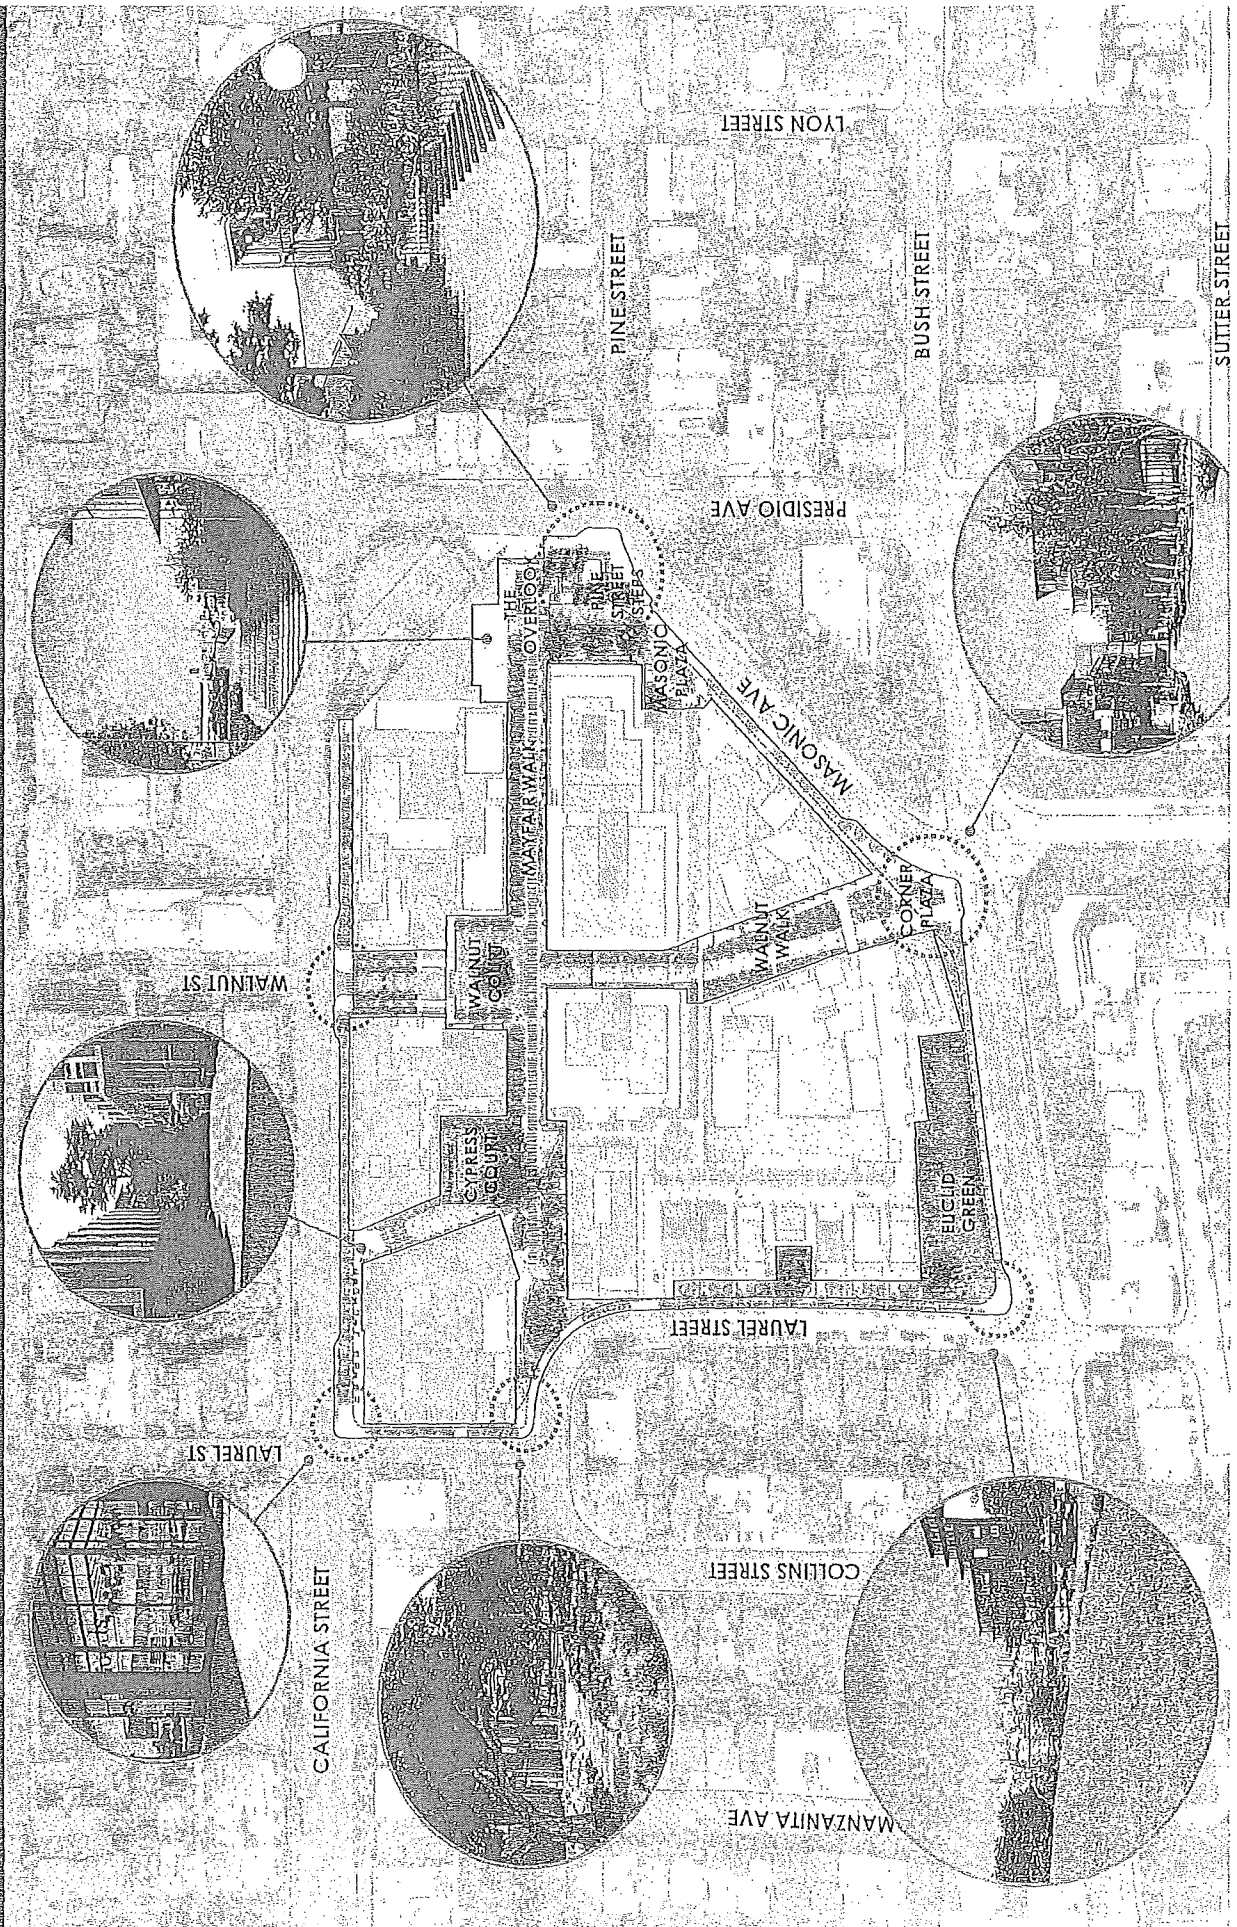 LYON STREET
PINE STREET
BUSH STREET
SUTTER STREET
PRESIDIO AVE
THE
OVERLOOK
PINE
STREET
STEPS
MASONIC
PLAZA
MASONIC AVE
MAYFAIR WALK
CORNER
PLAZA
WALNUT
WALK
WALNUT
COURT
WALNUT ST
CYPRESS
COURT
EUCLID
GREEN
LAUREL STREET
LAUREL ST
CALIFORNIA STREET
COLLINS STREET
MANZANITA AVE